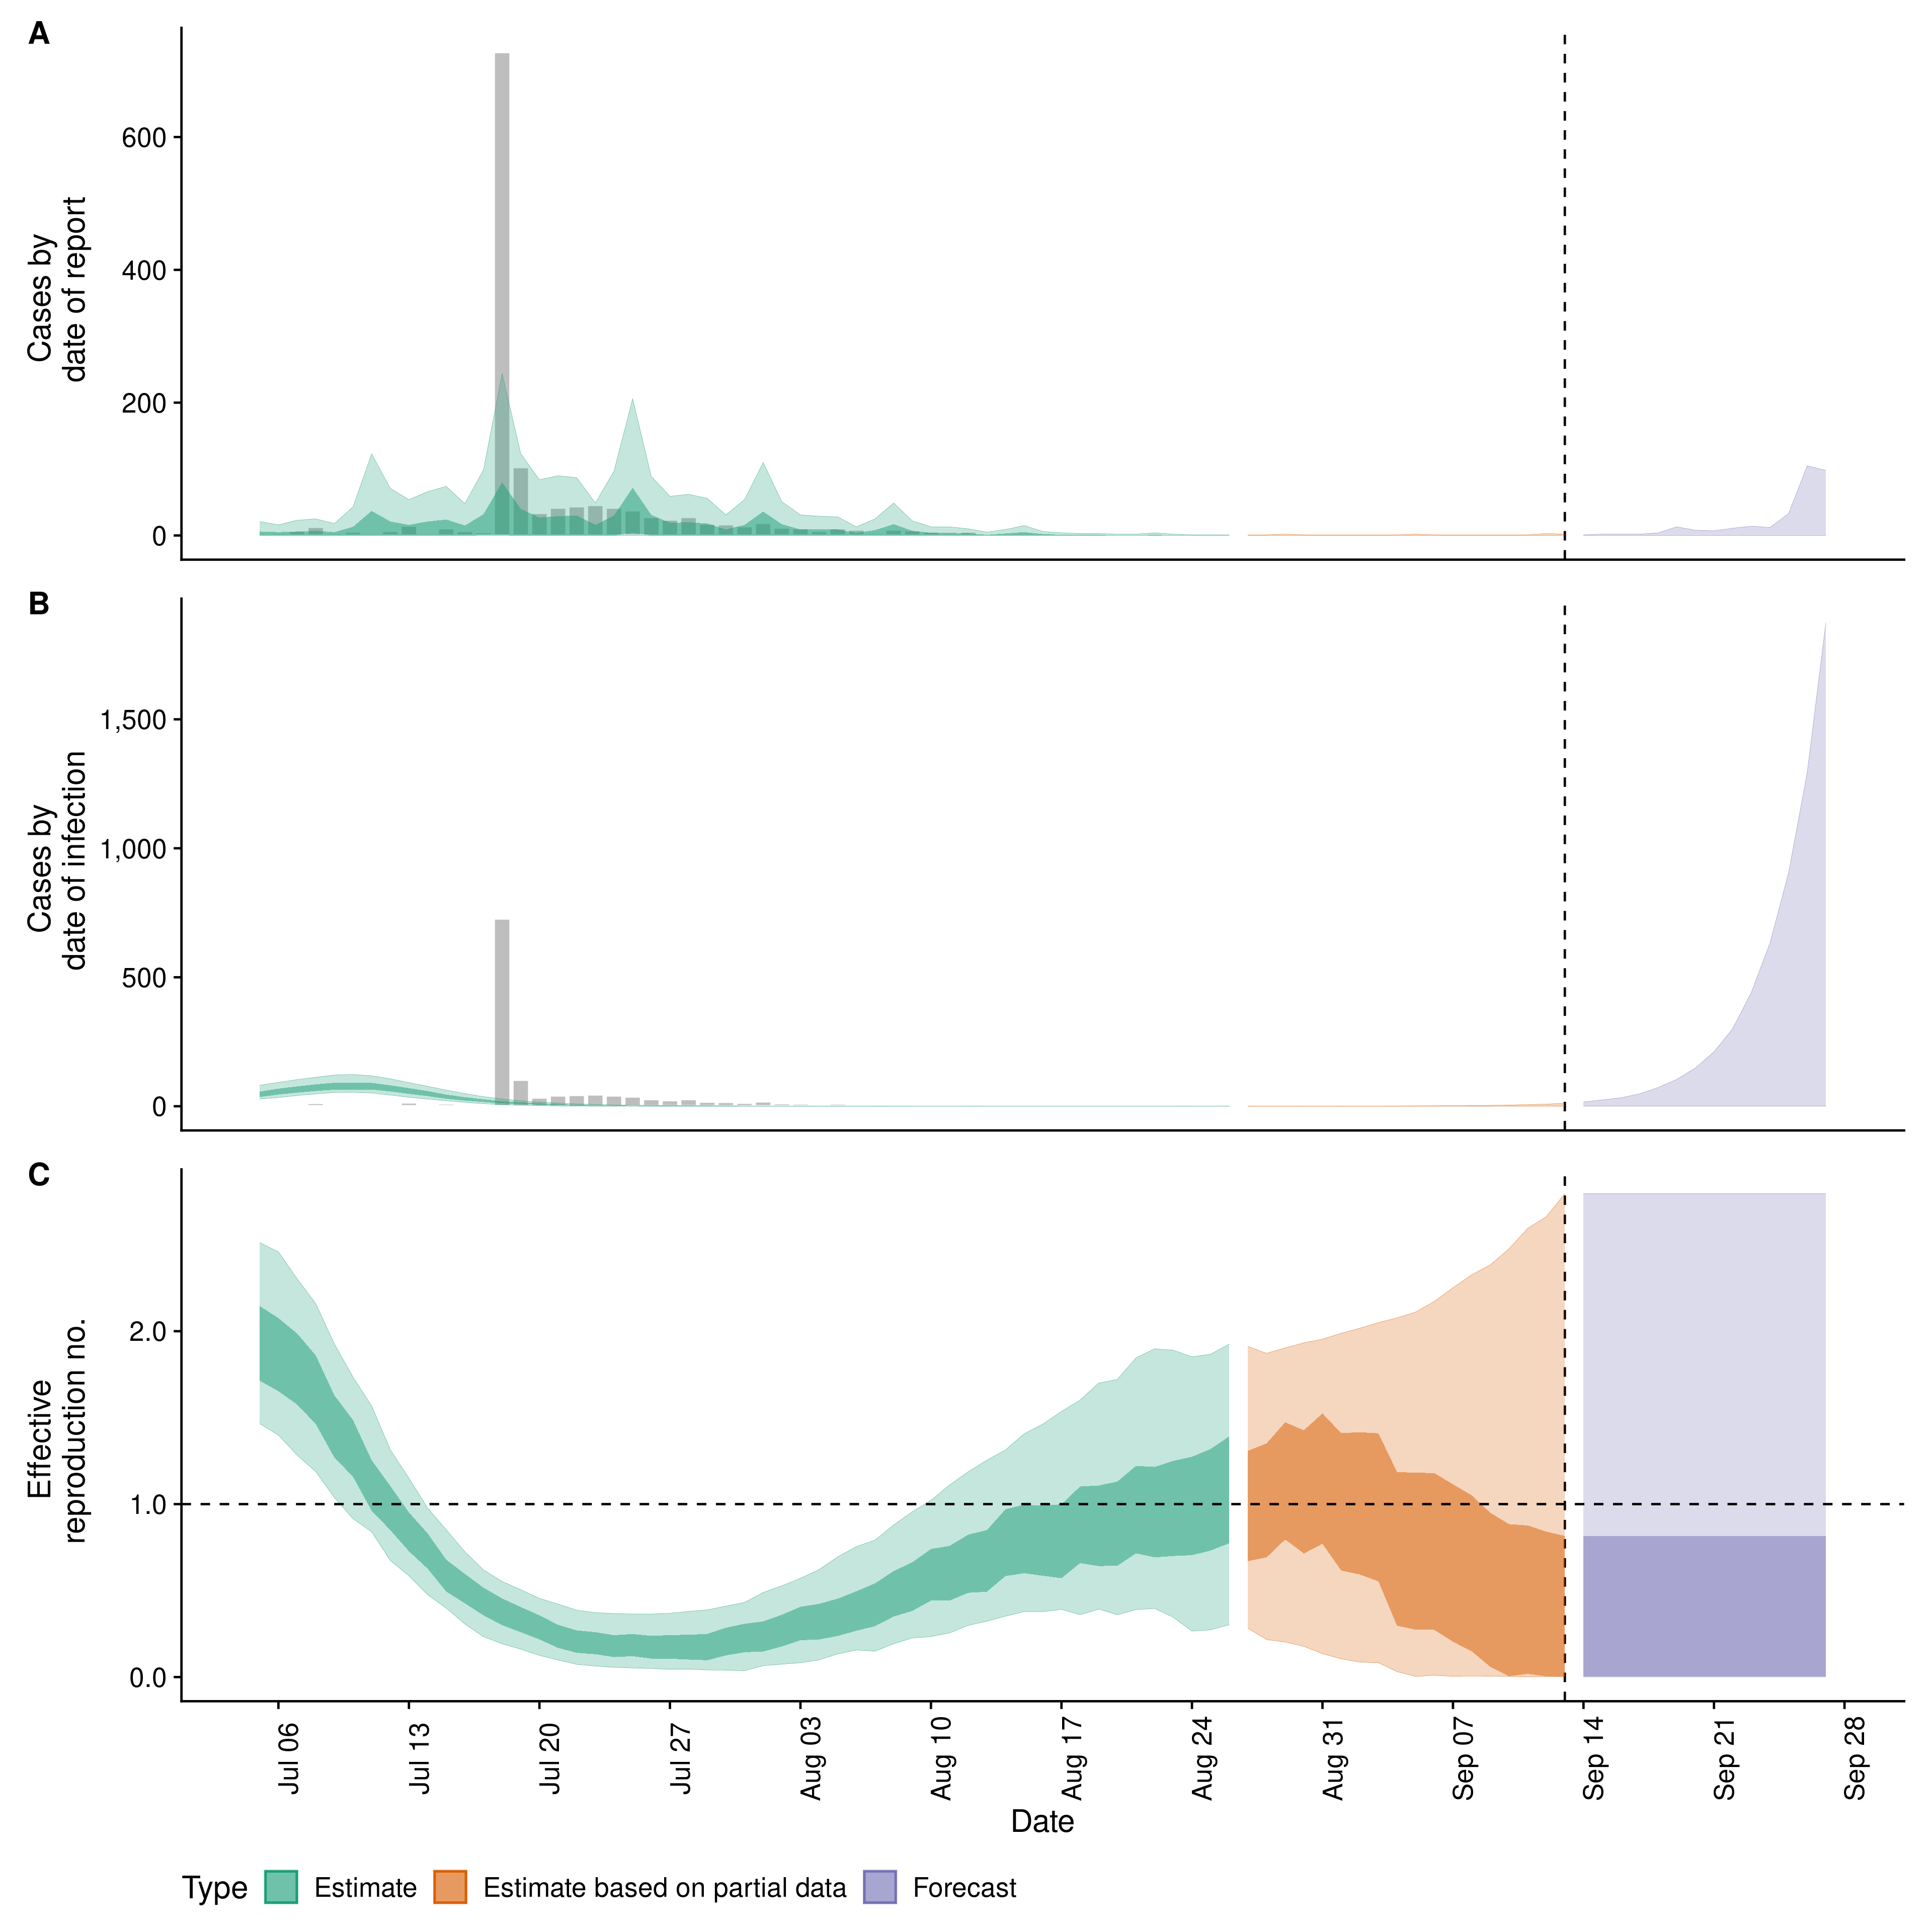 A
Cases by
date of report
600
400
200
0
B
Cases by
date of infection
1,500
1,000
500
0
C
Effective
reproduction no.
2.0
1.0
0.0
Jul 06
Jul 13
Jul 20
Jul 27
Aug 03
Aug 10
Aug 17
Aug 24
Aug 31
Sep 07
Sep 14
Sep 21
Sep 28
Date
Type Estimate Estimate based on partial data Forecast